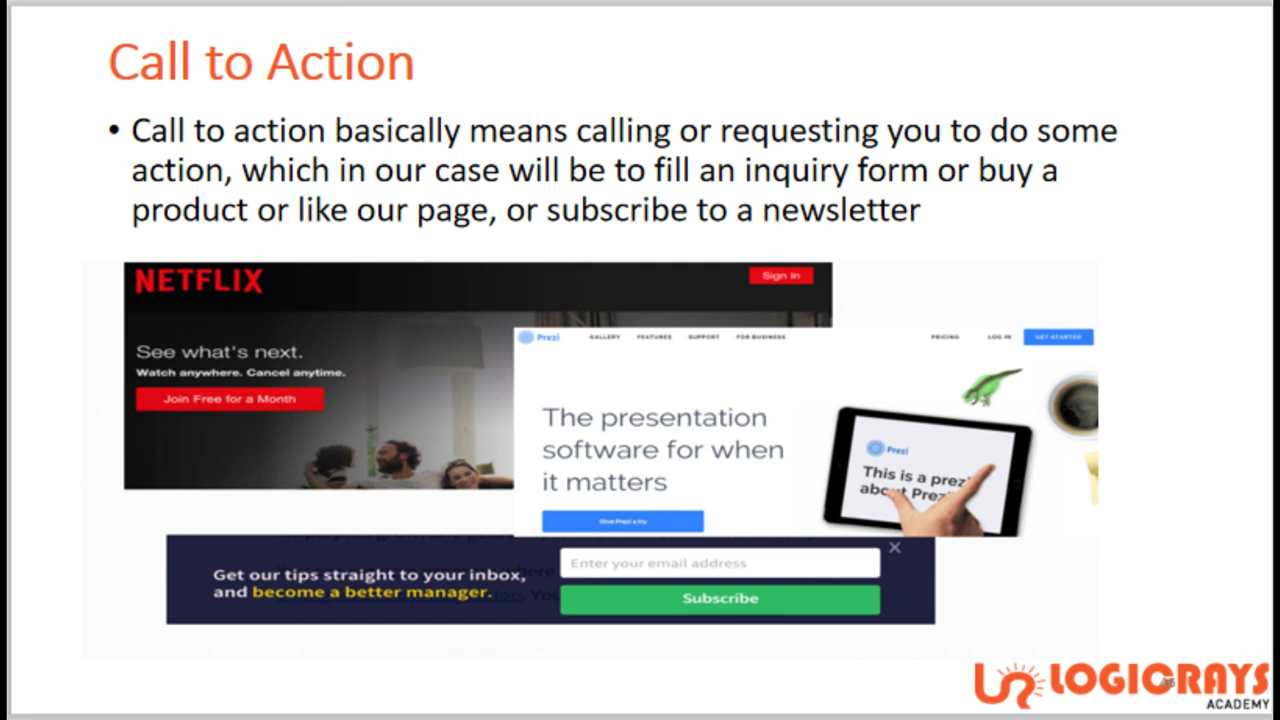 Call to Action
• Call to action basically means calling or requesting you to do some
action, which in our case will be to fill an inquiry form or buy a
product or like our page, or subscribe to a newsletter
NETFLIX
Sign In
See what's next.
Watch anywhere. Cancel anytime.
Join Free for a Month
Prezi
GALLERY FEATURES SUPPORT FOR BUSINESS
PRICING LOG IN GET STARTED
The presentation
software for when
it matters
Give Prezi a try
Prezi
This is a prezi
about Prezi
Get our tips straight to your inbox,
and become a better manager.
Enter your email address
Subscribe
LOGICRAYS
ACADEMY